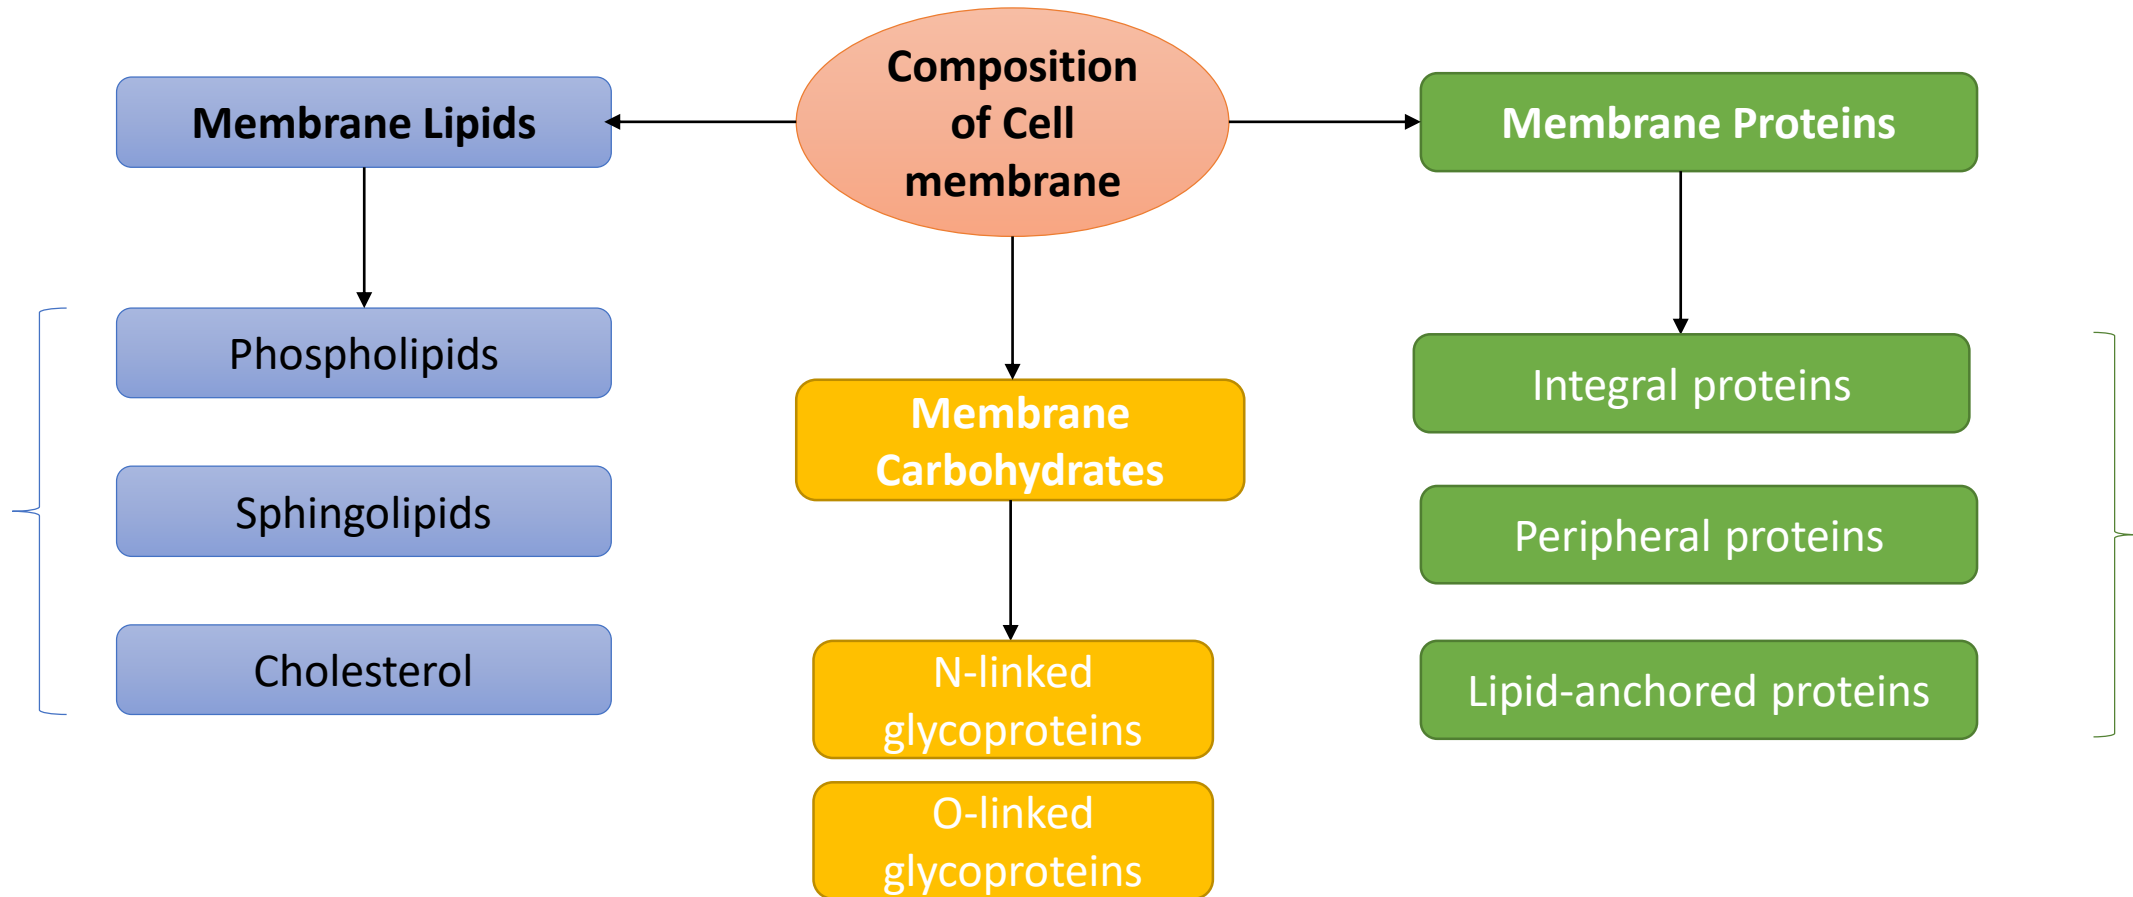 Composition
of Cell
membrane
Membrane Lipids
Phospholipids
Sphingolipids
Cholesterol
Membrane
Carbohydrates
N-linked
glycoproteins
O-linked
glycoproteins
Membrane Proteins
Integral proteins
Peripheral proteins
Lipid-anchored proteins